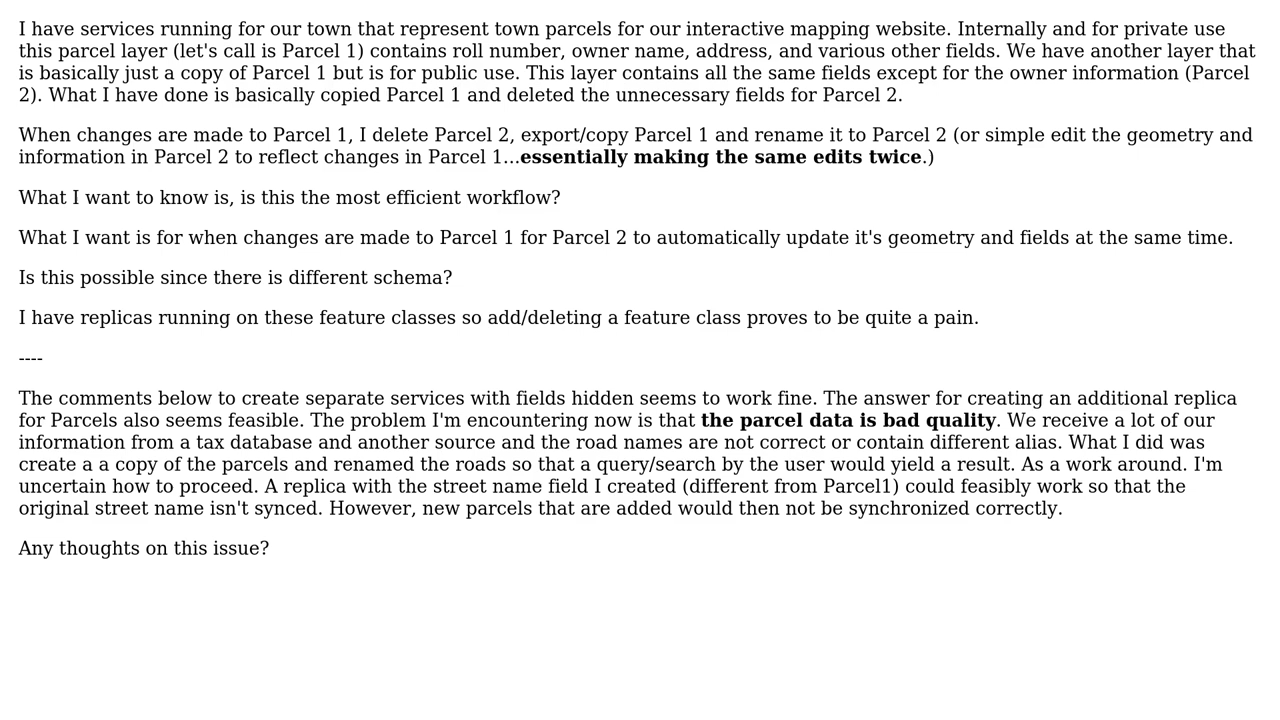 I have services running for our town that represent town parcels for our interactive mapping website. Internally and for private use
this parcel layer (let's call is Parcel 1) contains roll number, owner name, address, and various other fields. We have another layer that
is basically just a copy of Parcel 1 but is for public use. This layer contains all the same fields except for the owner information (Parcel
2). What I have done is basically copied Parcel 1 and deleted the unnecessary fields for Parcel 2.
When changes are made to Parcel 1, I delete Parcel 2, export/copy Parcel 1 and rename it to Parcel 2 (or simple edit the geometry and
information in Parcel 2 to reflect changes in Parcel 1...essentially making the same edits twice.)
What I want to know is, is this the most efficient workflow?
What I want is for when changes are made to Parcel 1 for Parcel 2 to automatically update it's geometry and fields at the same time.
Is this possible since there is different schema?
I have replicas running on these feature classes so add/deleting a feature class proves to be quite a pain.
----
The comments below to create separate services with fields hidden seems to work fine. The answer for creating an additional replica
for Parcels also seems feasible. The problem I'm encountering now is that the parcel data is bad quality. We receive a lot of our
information from a tax database and another source and the road names are not correct or contain different alias. What I did was
create a a copy of the parcels and renamed the roads so that a query/search by the user would yield a result. As a work around. I'm
uncertain how to proceed. A replica with the street name field I created (different from Parcel1) could feasibly work so that the
original street name isn't synced. However, new parcels that are added would then not be synchronized correctly.
Any thoughts on this issue?